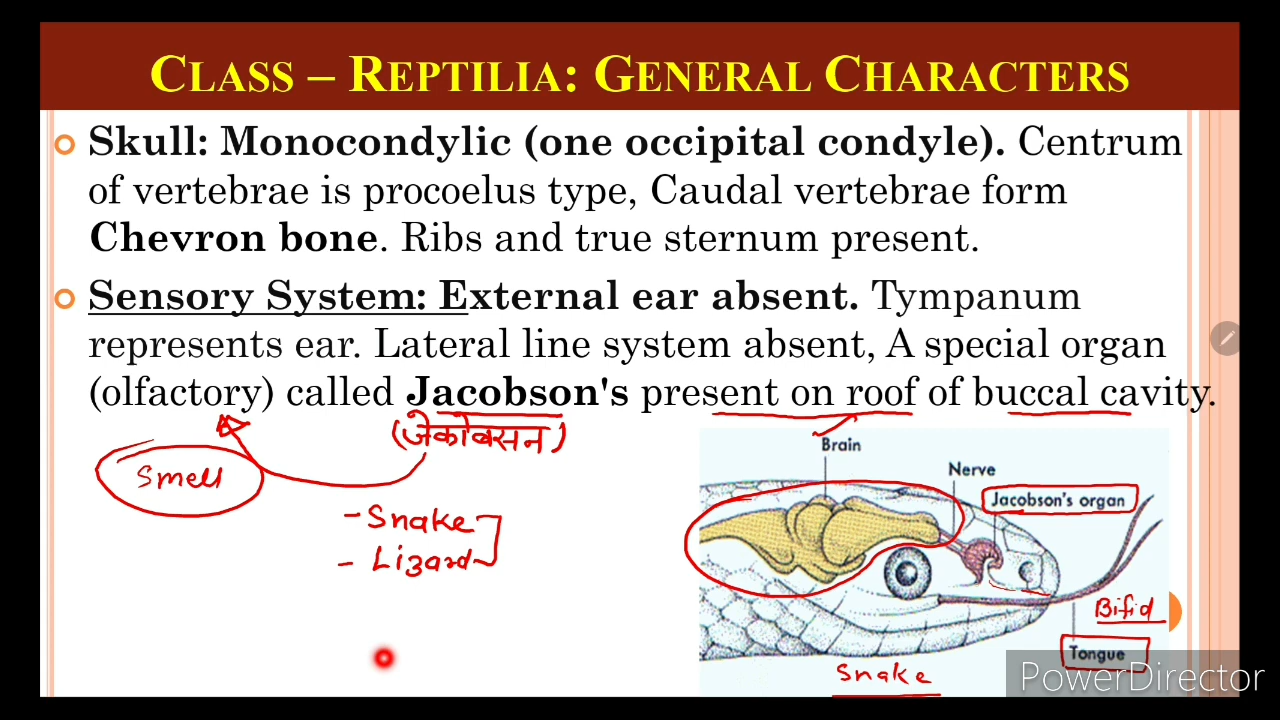 CLASS – REPTILIA: GENERAL CHARACTERS
Skull: Monocondylic (one occipital condyle). Centrum
of vertebrae is procoelus type, Caudal vertebrae form
Chevron bone. Ribs and true sternum present.
Sensory System: External ear absent. Tympanum
represents ear. Lateral line system absent, A special organ
(olfactory) called Jacobson's present on roof of buccal cavity.
(जेकोबसन)
Smell
- Snake
- Lizard
Brain
Nerve
Jacobson's organ
Bifid
Tongue
Snake
PowerDirector